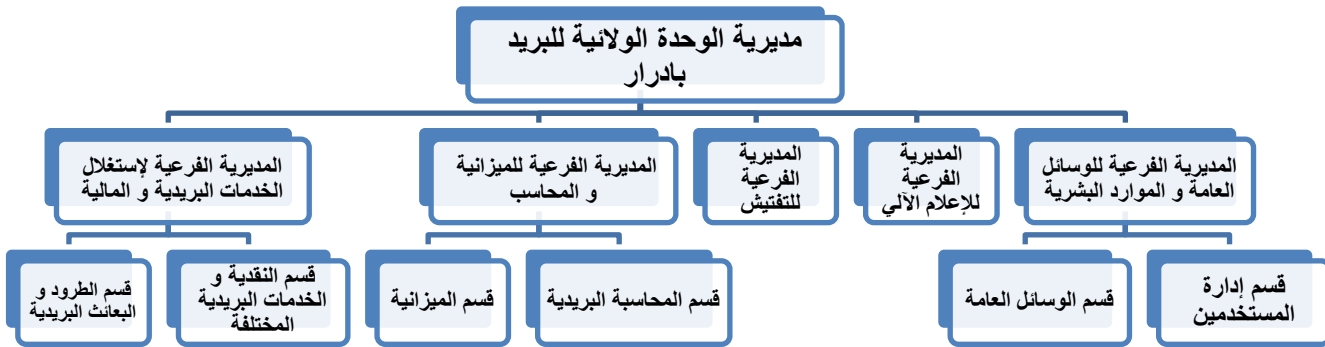 مديرية الوحدة الولائية للبريد
بادرار
المديرية الفرعية للوسائل
العامة و الموارد البشرية
المديرية
الفرعية
للإعلام الآلي
المديرية
الفرعية
للتفتيش
المديرية الفرعية للميزانية
و المحاسب
المديرية الفرعية لإستغلال
الخدمات البريدية و المالية
قسم إدارة
المستخدمين
قسم الوسائل العامة
قسم المحاسبة البريدية
قسم الميزانية
قسم النقدية و
الخدمات البريدية
المختلفة
قسم الطرود و
البعائث البريدية